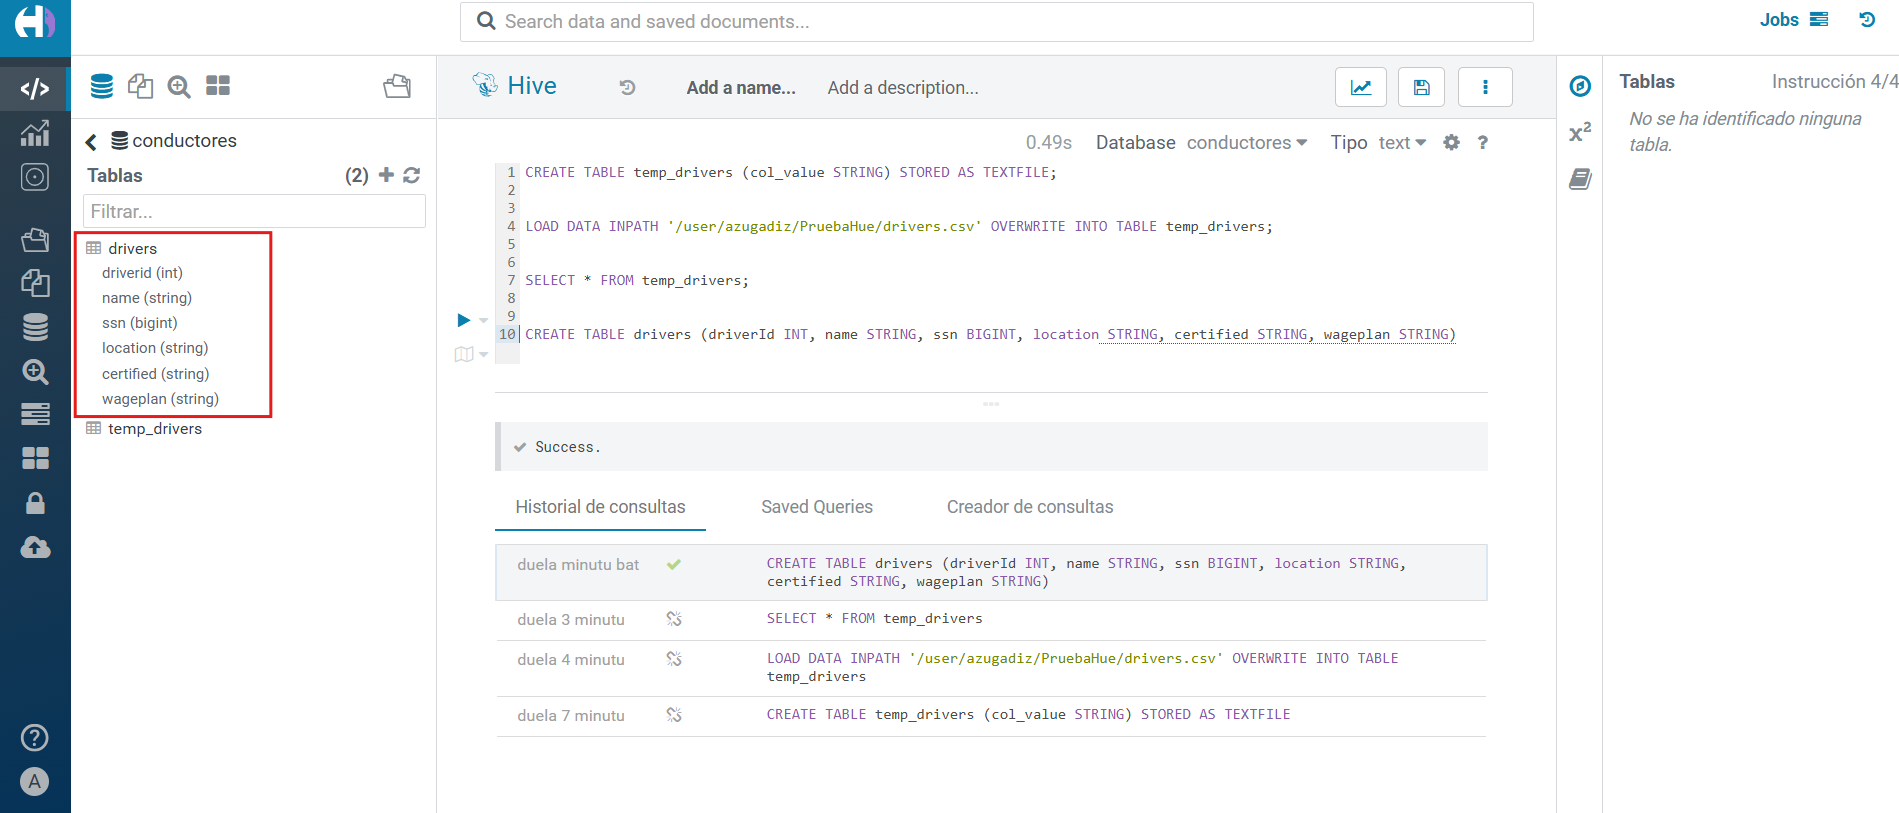 Search data and saved documents...
Jobs
Hive
Add a name...
Add a description...
conductores
Tablas (2)
Filtrar...
drivers
driverid (int)
name (string)
ssn (bigint)
location (string)
certified (string)
wageplan (string)
temp_drivers
0.49s Database conductores Tipo text ?
1 CREATE TABLE temp_drivers (col_value STRING) STORED AS TEXTFILE;
2
3
4 LOAD DATA INPATH '/user/azugadiz/PruebaHue/drivers.csv' OVERWRITE INTO TABLE temp_drivers;
5
6
7 SELECT * FROM temp_drivers;
8
9
10 CREATE TABLE drivers (driverId INT, name STRING, ssn BIGINT, location STRING, certified STRING, wageplan STRING)
Success.
Historial de consultas
Saved Queries
Creador de consultas
duela minutu bat
CREATE TABLE drivers (driverId INT, name STRING, ssn BIGINT, location STRING,
certified STRING, wageplan STRING)
duela 3 minutu
SELECT * FROM temp_drivers
duela 4 minutu
LOAD DATA INPATH '/user/azugadiz/PruebaHue/drivers.csv' OVERWRITE INTO TABLE
temp_drivers
duela 7 minutu
CREATE TABLE temp_drivers (col_value STRING) STORED AS TEXTFILE
x²
Tablas
Instrucción 4/4
No se ha identificado ninguna
tabla.
?
A